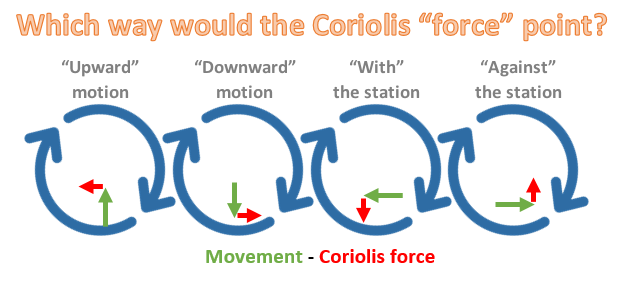 Which way would the Coriolis “force” point?
“Upward” motion
“Downward” motion
“With” the station
“Against” the station
Movement - Coriolis force